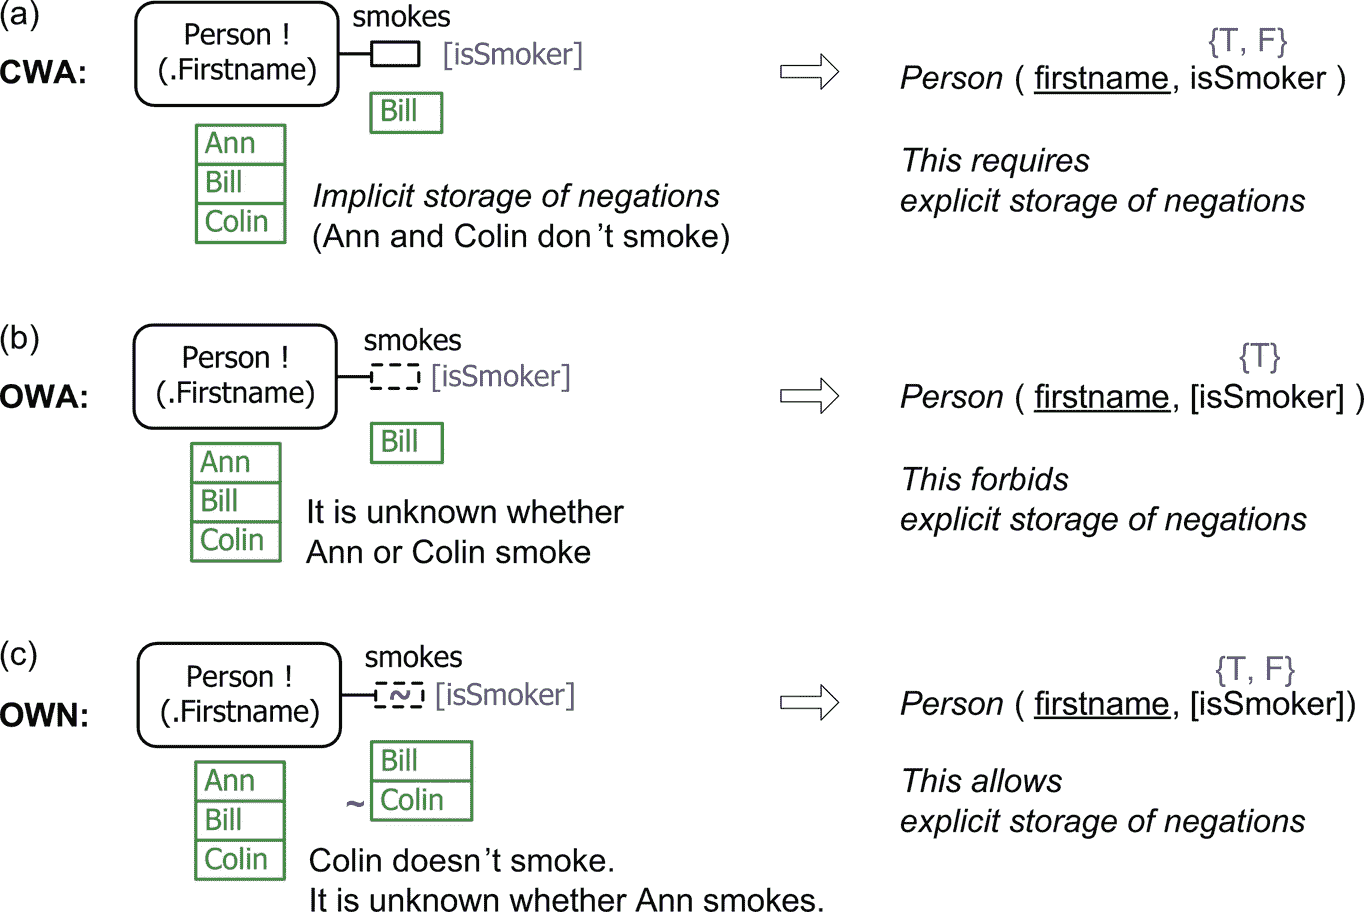 (a)
CWA:
Person !
(.Firstname)
smokes
[isSmoker]
Bill
Ann
Bill
Colin
Implicit storage of negations
(Ann and Colin don’t smoke)
{T, F}
Person ( firstname, isSmoker )
This requires
explicit storage of negations
(b)
OWA:
Person !
(.Firstname)
smokes
[isSmoker]
Bill
Ann
Bill
Colin
It is unknown whether
Ann or Colin smoke
{T}
Person ( firstname, [isSmoker] )
This forbids
explicit storage of negations
(c)
OWN:
Person !
(.Firstname)
smokes
~ [isSmoker]
Bill
~ Colin
Ann
Bill
Colin
Colin doesn’t smoke.
It is unknown whether Ann smokes.
{T, F}
Person ( firstname, [isSmoker])
This allows
explicit storage of negations